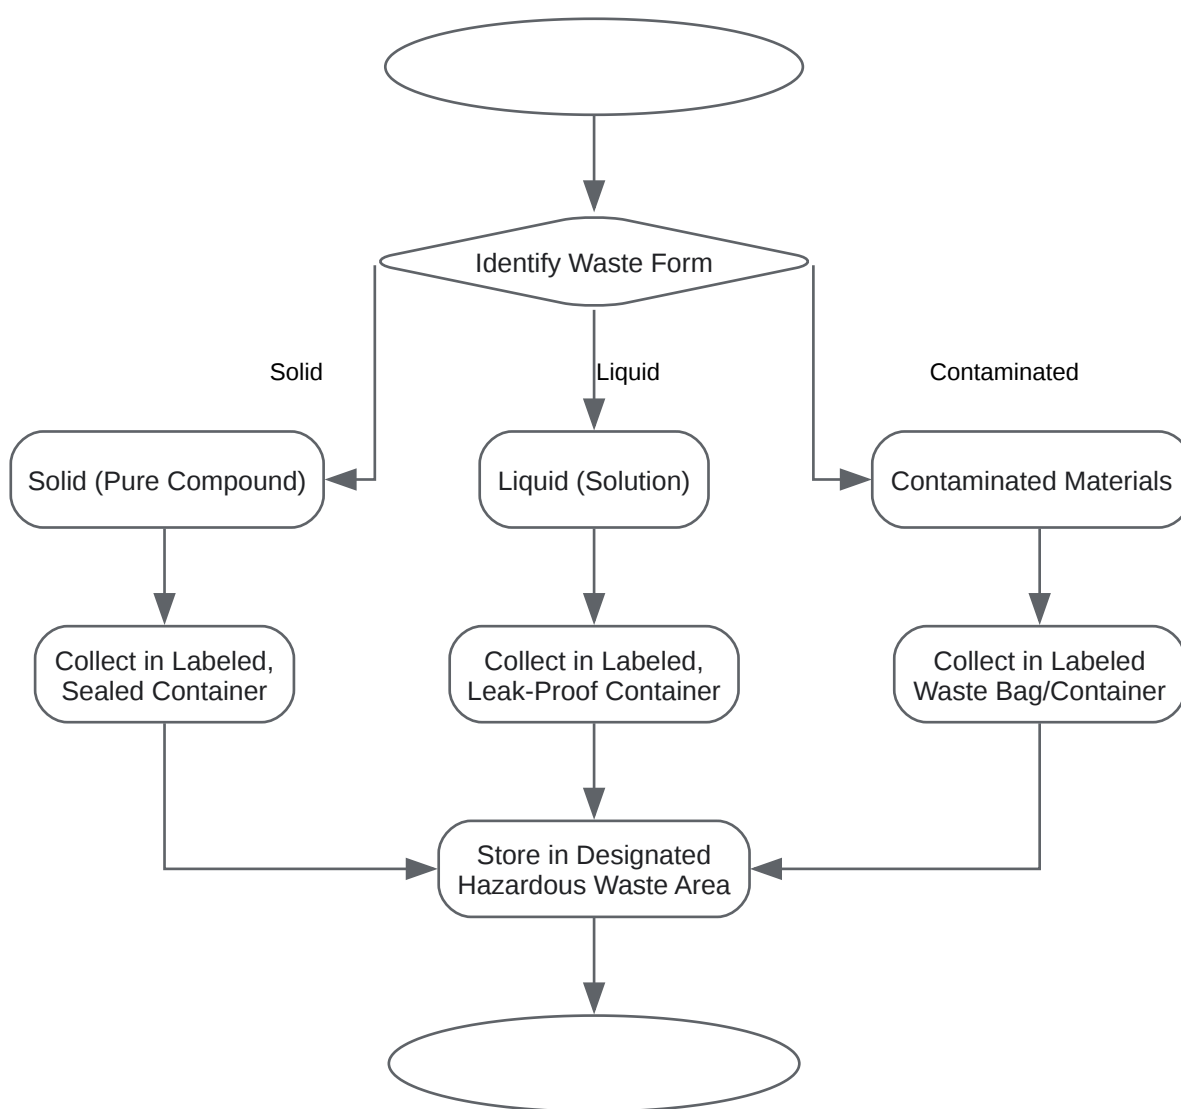 Identify Waste Form
Solid
Liquid
Contaminated
Solid (Pure Compound)
Liquid (Solution)
Contaminated Materials
Collect in Labeled,
Sealed Container
Collect in Labeled,
Leak-Proof Container
Collect in Labeled
Waste Bag/Container
Store in Designated
Hazardous Waste Area